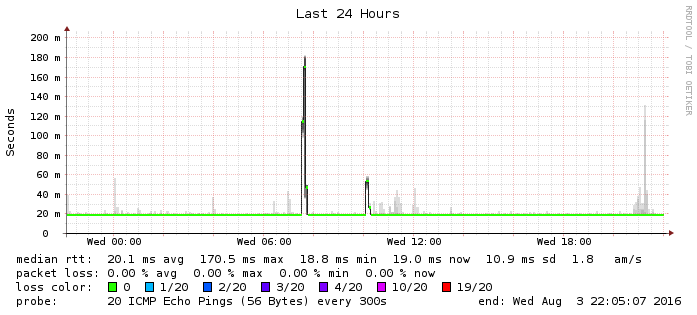 Last 24 Hours
RRDTOOL / TOBI OETIKER
Seconds
200 m
180 m
160 m
140 m
120 m
100 m
80 m
60 m
40 m
20 m
0
Wed 00:00 Wed 06:00 Wed 12:00 Wed 18:00
median rtt: 20.1 ms avg 170.5 ms max 18.8 ms min 19.0 ms now 10.9 ms sd 1.8 am/s
packet loss: 0.00 % avg 0.00 % max 0.00 % min 0.00 % now
loss color: 0 1/20 2/20 3/20 4/20 10/20 19/20
probe: 20 ICMP Echo Pings (56 Bytes) every 300s end: Wed Aug 3 22:05:07 2016